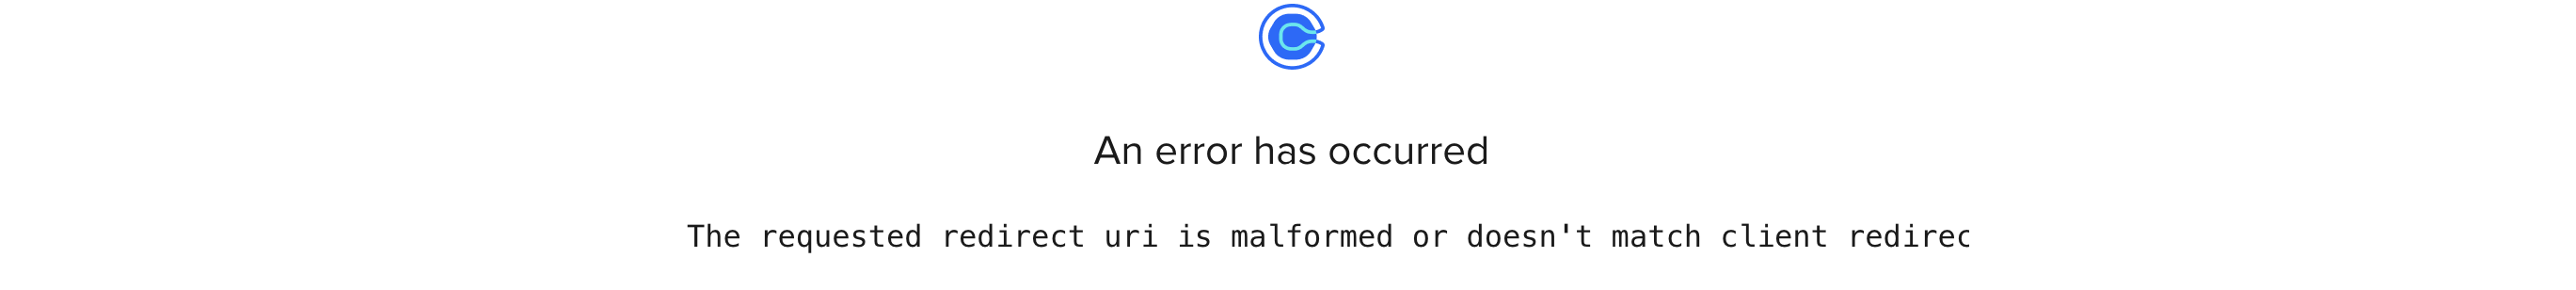 An error has occurred
The requested redirect uri is malformed or doesn't match client redirec